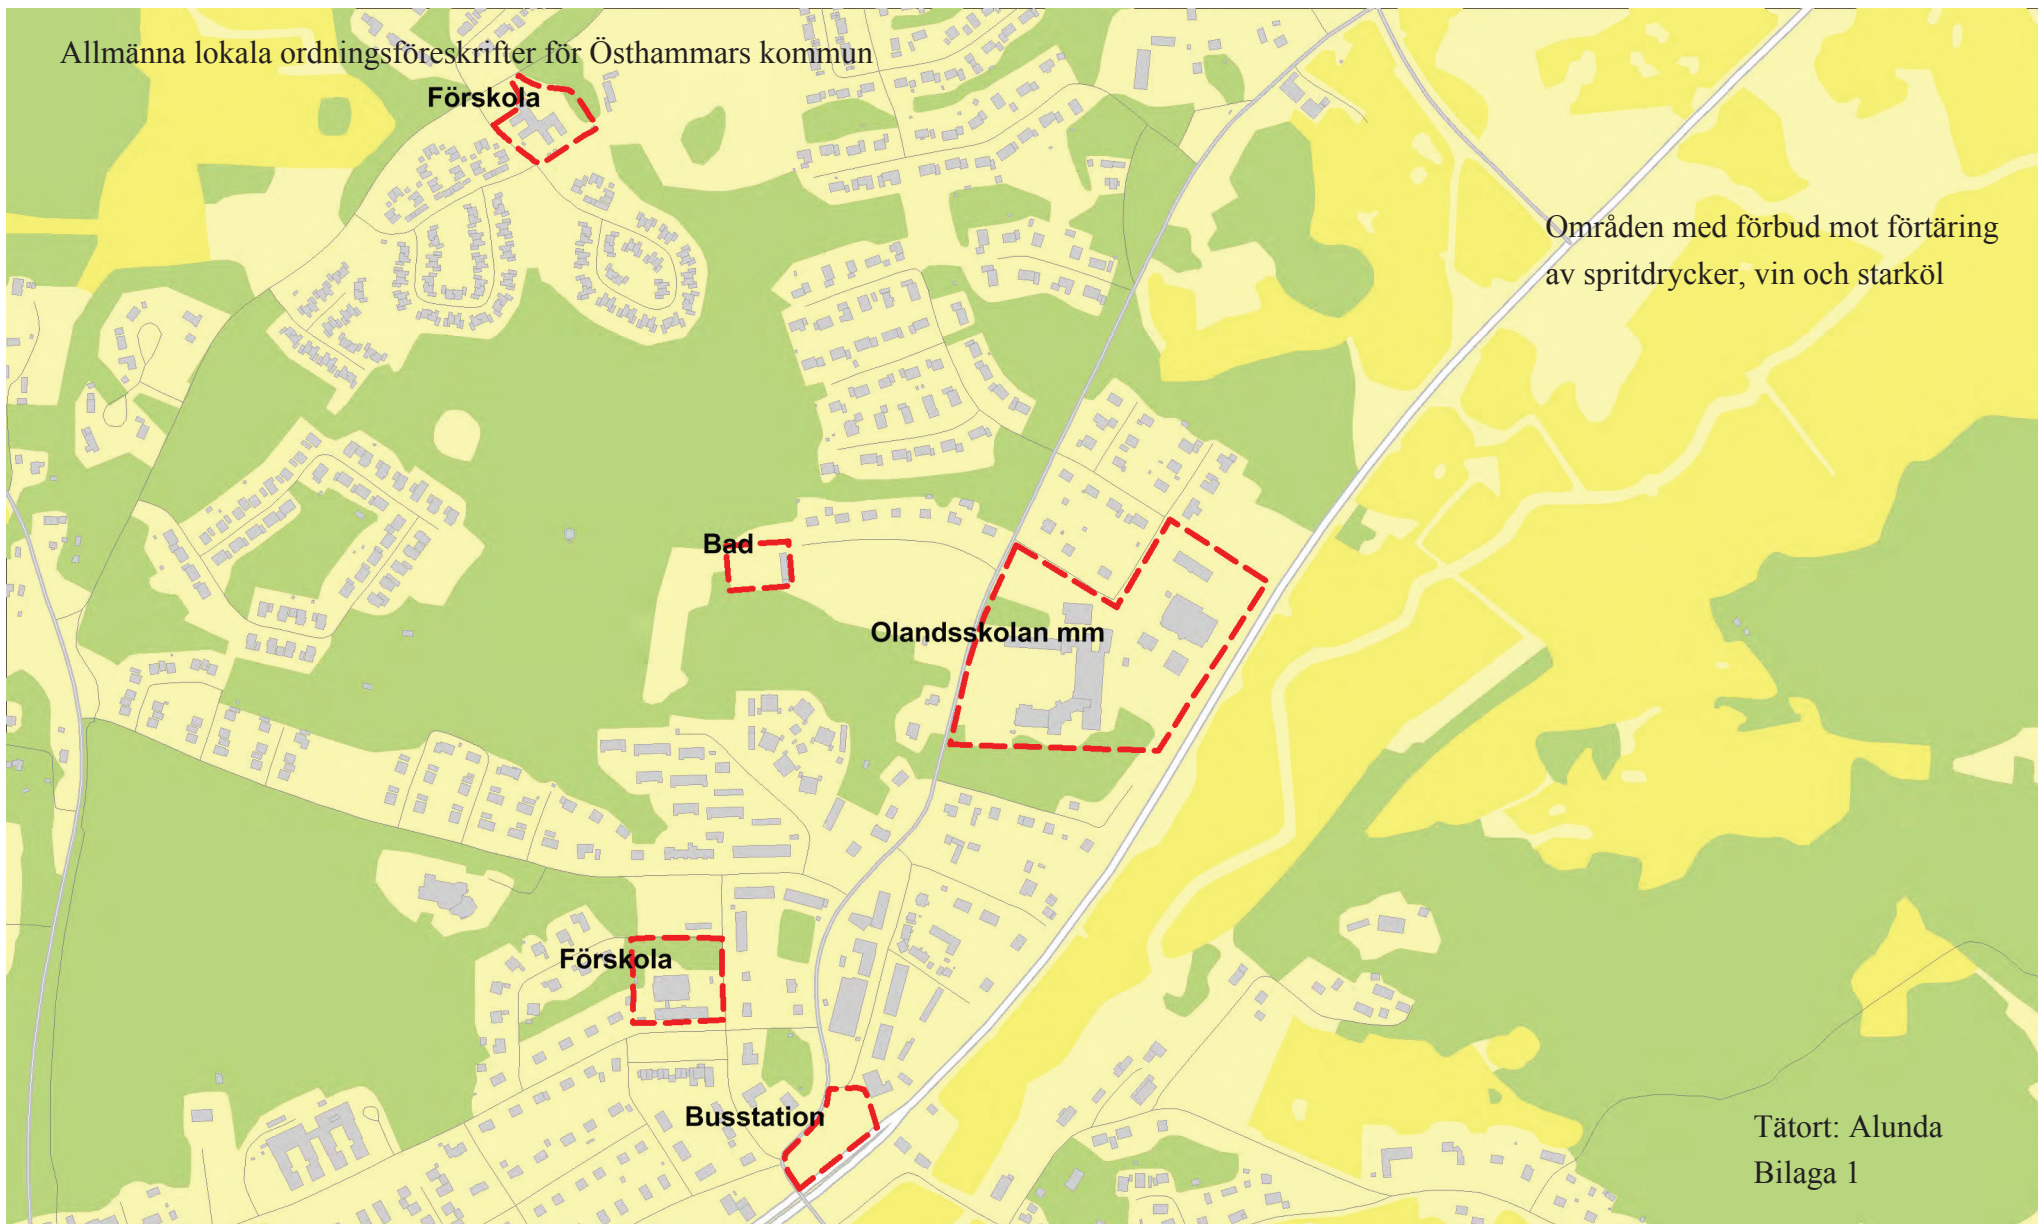 Allmänna lokala ordningsföreskrifter för Östhammars kommun
Förskola
Områden med förbud mot förtäring
av spritdrycker, vin och starköl
Bad
Olandsskolan mm
Förskola
Busstation
Tätort: Alunda
Bilaga 1